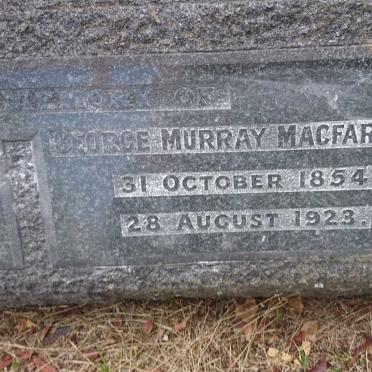 GEORGE MURRAY MACFAR
31 OCTOBER 1854
28 AUGUST 1923.